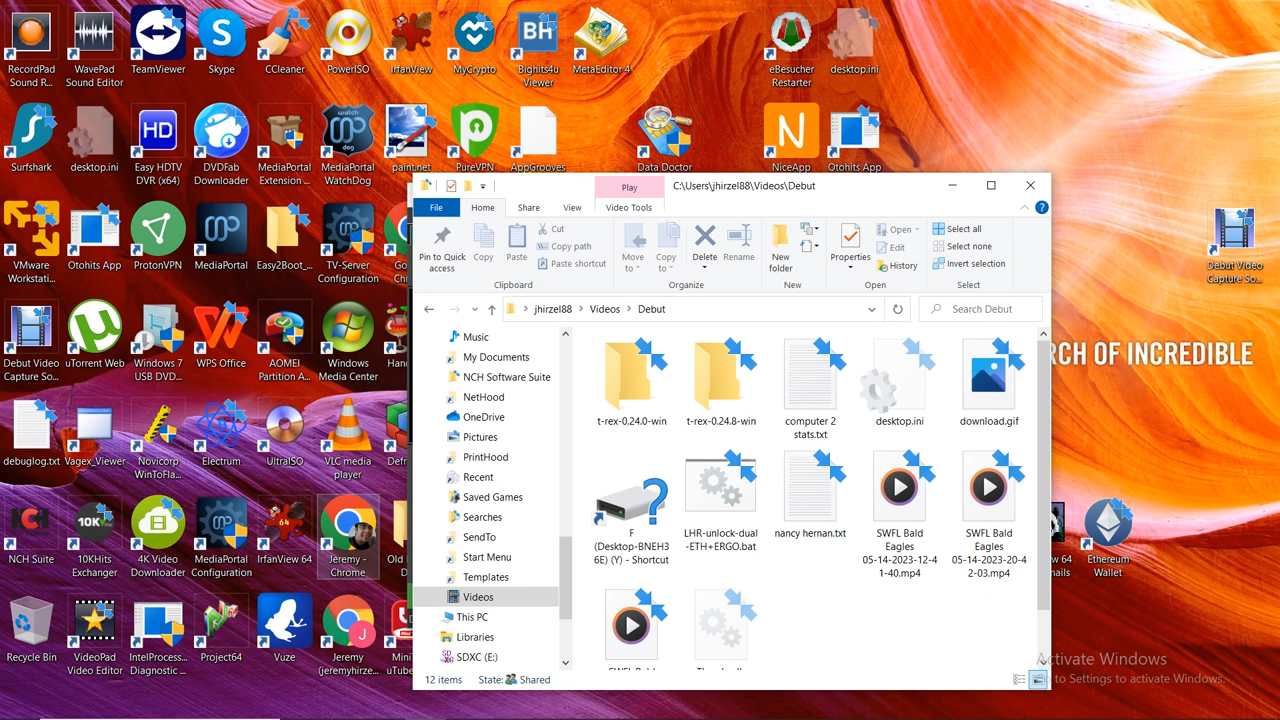 RecordPad
Sound R...
WavePad
Sound Editor
TeamViewer
Skype
CCleaner
PowerISO
IrfanView
MyCrypto
Bighits4u
Viewer
MetaEditor 4
eBesucher
Restarter
desktop.ini
Surfshark
desktop.ini
Easy HDTV
DVR (x64)
DVDFab
Downloader
MediaPortal
Extension ...
MediaPortal
WatchDog
paint.net
PurеVPN
AppGrooves
Data Doctor
NiceApp
Otohits App
VMware
Workstati...
Otohits App
ProtonVPN
MediaPortal
Easy2Boot_...
TV-Server
Configuration
Debut Video
Capture So...
uTorrent Web
Windows 7
USB DVD...
WPS Office
AOMEI
Partition A...
Windows
Media Center
debuglog.txt
Vagex_Viewer
Novicorp
WinToFla...
Electrum
UltraISO
VLC media
player
NCH Suite
10KHits
Exchanger
4K Video
Downloader
MediaPortal
Configuration
IrfanView 64
Jeremy -
Chrome
Recycle Bin
VideoPad
Video Editor
IntelProcess...
Diagnostic ...
Project64
Vuze
Jeremy
(jeremyhirze...
Play
C:\Users\jhirzel88\Videos\Debut
File
Home
Share
View
Video Tools
Pin to Quick
access
Copy
Paste
Cut
Copy path
Paste shortcut
Move
to
Copy
to
Delete
Rename
New
folder
Properties
Open
Edit
History
Select all
Select none
Invert selection
Clipboard
Organize
New
Open
Select
jhirzel88
Videos
Debut
Search Debut
Music
My Documents
NCH Software Suite
NetHood
OneDrive
Pictures
PrintHood
Recent
Saved Games
Searches
SendTo
Start Menu
Templates
Videos
This PC
Libraries
SDXC (E:)
t-rex-0.24.0-win
t-rex-0.24.8-win
computer 2
stats.txt
desktop.ini
download.gif
F
(Desktop-BNEH3
6E) (Y) - Shortcut
LHR-unlock-dual
-ETH+ERGO.bat
nancy hernan.txt
SWFL Bald
Eagles
05-14-2023-12-4
1-40.mp4
SWFL Bald
Eagles
05-14-2023-20-4
2-03.mp4
SWFL Bald
12 items
State:
Shared
Debut Video
Capture So...
RCH OF INCREDIBLE
Ethereum
Wallet
Activate Windows
to Settings to activate Windows.